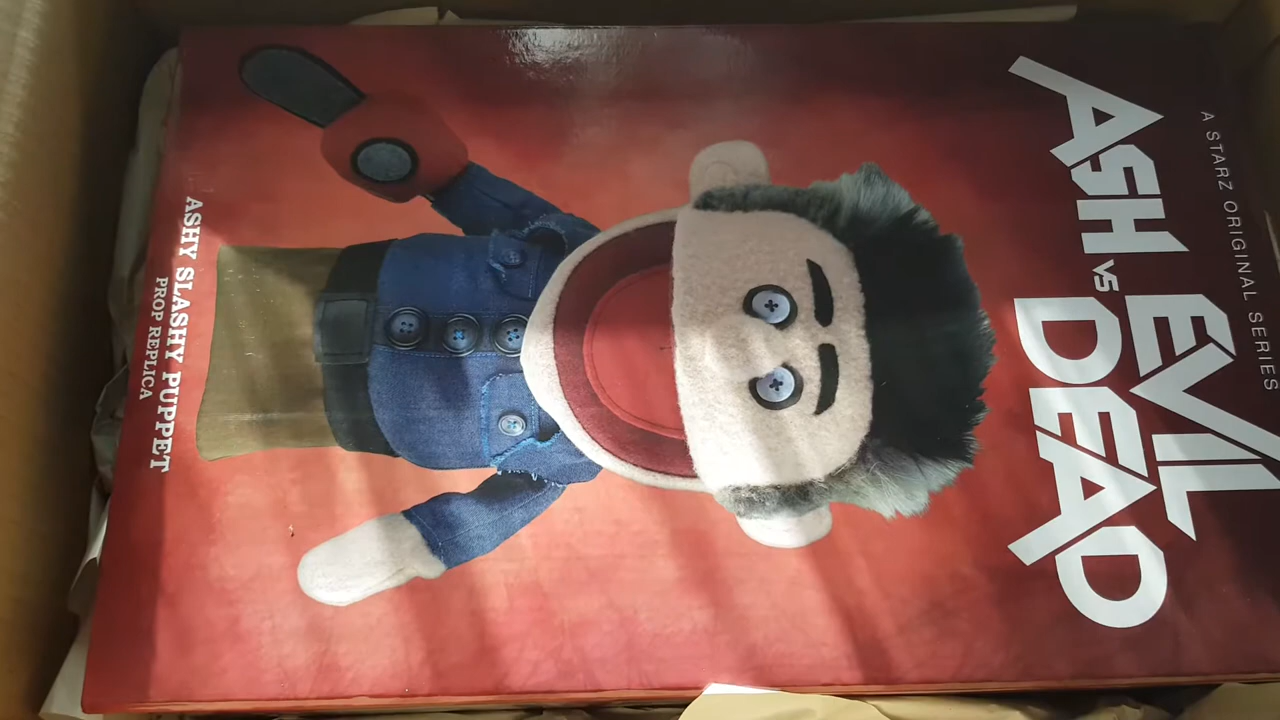 A STARZ ORIGINAL SERIES
ASH VS EVIL
DEAD
ASHY SLASHY PUPPET
PROP REPLICA